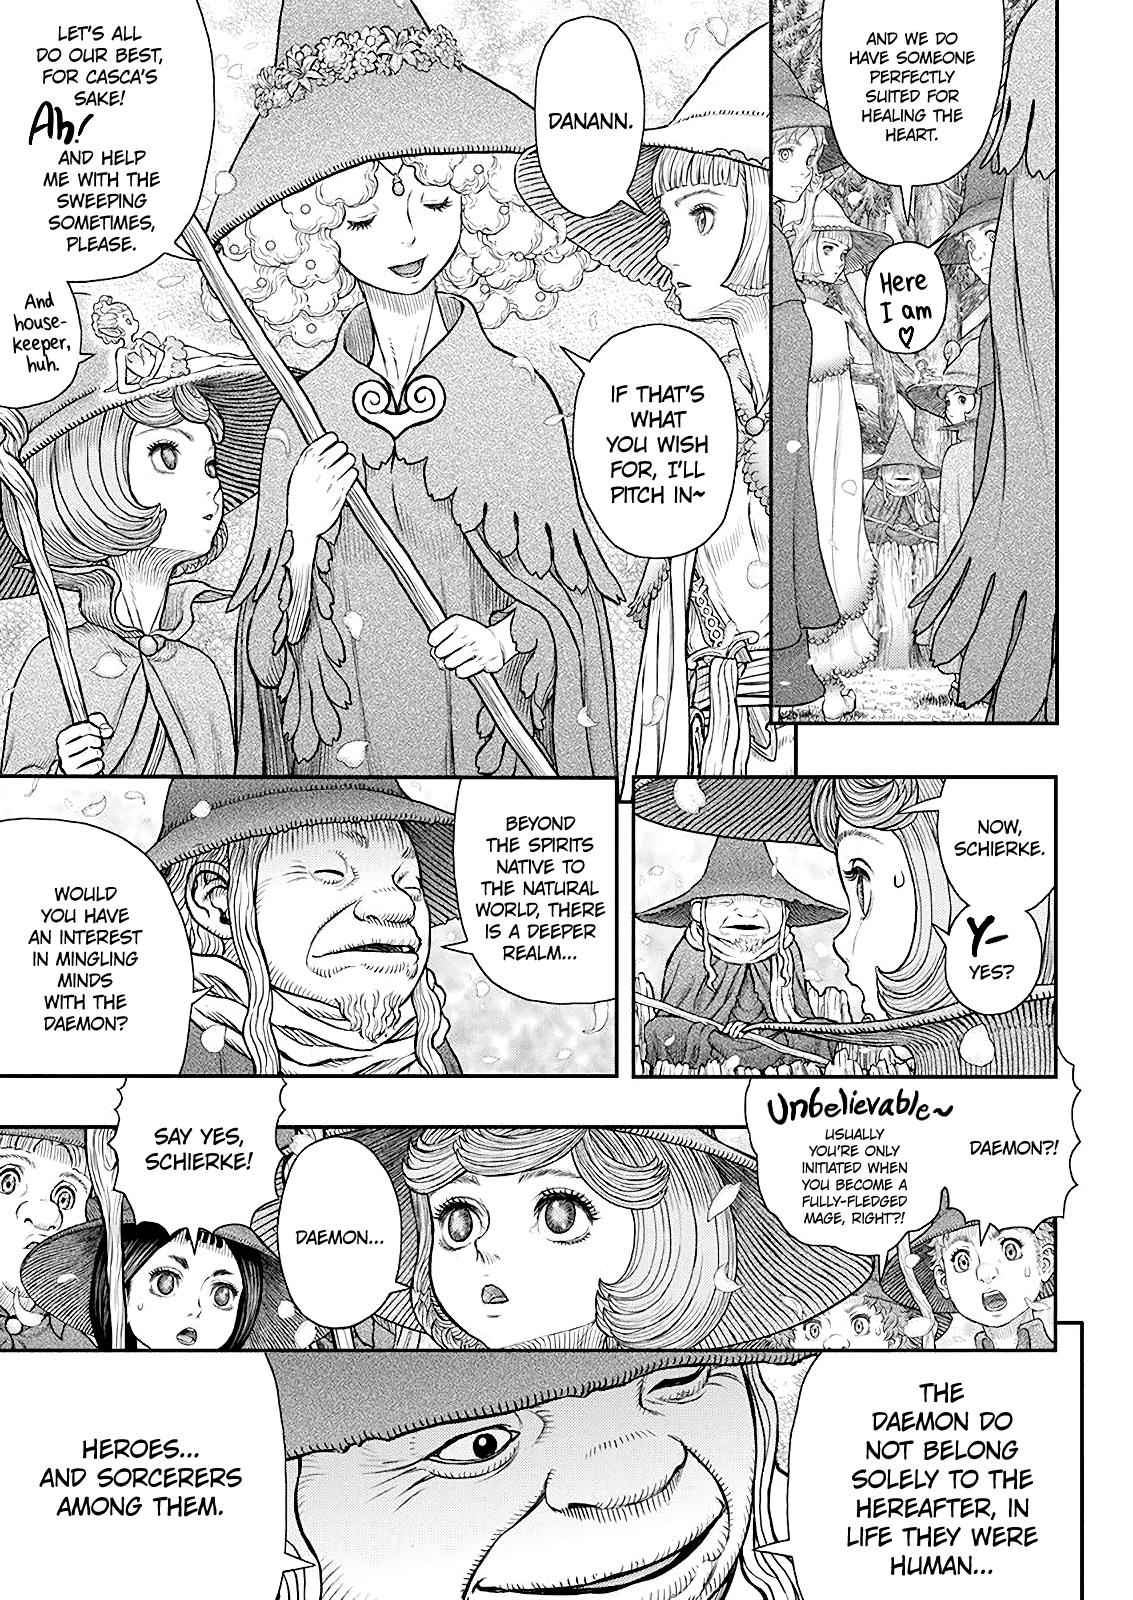 AND WE DO
HAVE SOMEONE
PERFECTLY
SUITED FOR
HEALING THE
HEART.
Here
I am
♡
DANANN.
IF THAT'S
WHAT
YOU WISH
FOR, I'LL
PITCH IN~
LET'S ALL
DO OUR BEST,
FOR CASCA'S
SAKE!
Ah!
AND HELP
ME WITH THE
SWEEPING
SOMETIMES,
PLEASE.
And
house-
keeper,
huh.
NOW,
SCHIERKE.
Y-
YES?
BEYOND
THE SPIRITS
NATIVE TO
THE NATURAL
WORLD, THERE
IS A DEEPER
REALM...
WOULD
YOU HAVE
AN INTEREST
IN MINGLING
MINDS
WITH THE
DAEMON?
DAEMON?!
Unbelievable~
USUALLY
YOU'RE ONLY
INITIATED WHEN
YOU BECOME A
FULLY-FLEDGED
MAGE, RIGHT?!
DAEMON...
SAY YES,
SCHIERKE!
THE
DAEMON DO
NOT BELONG
SOLELY TO THE
HEREAFTER, IN
LIFE THEY WERE
HUMAN...
HEROES...
AND SORCERERS
AMONG THEM.